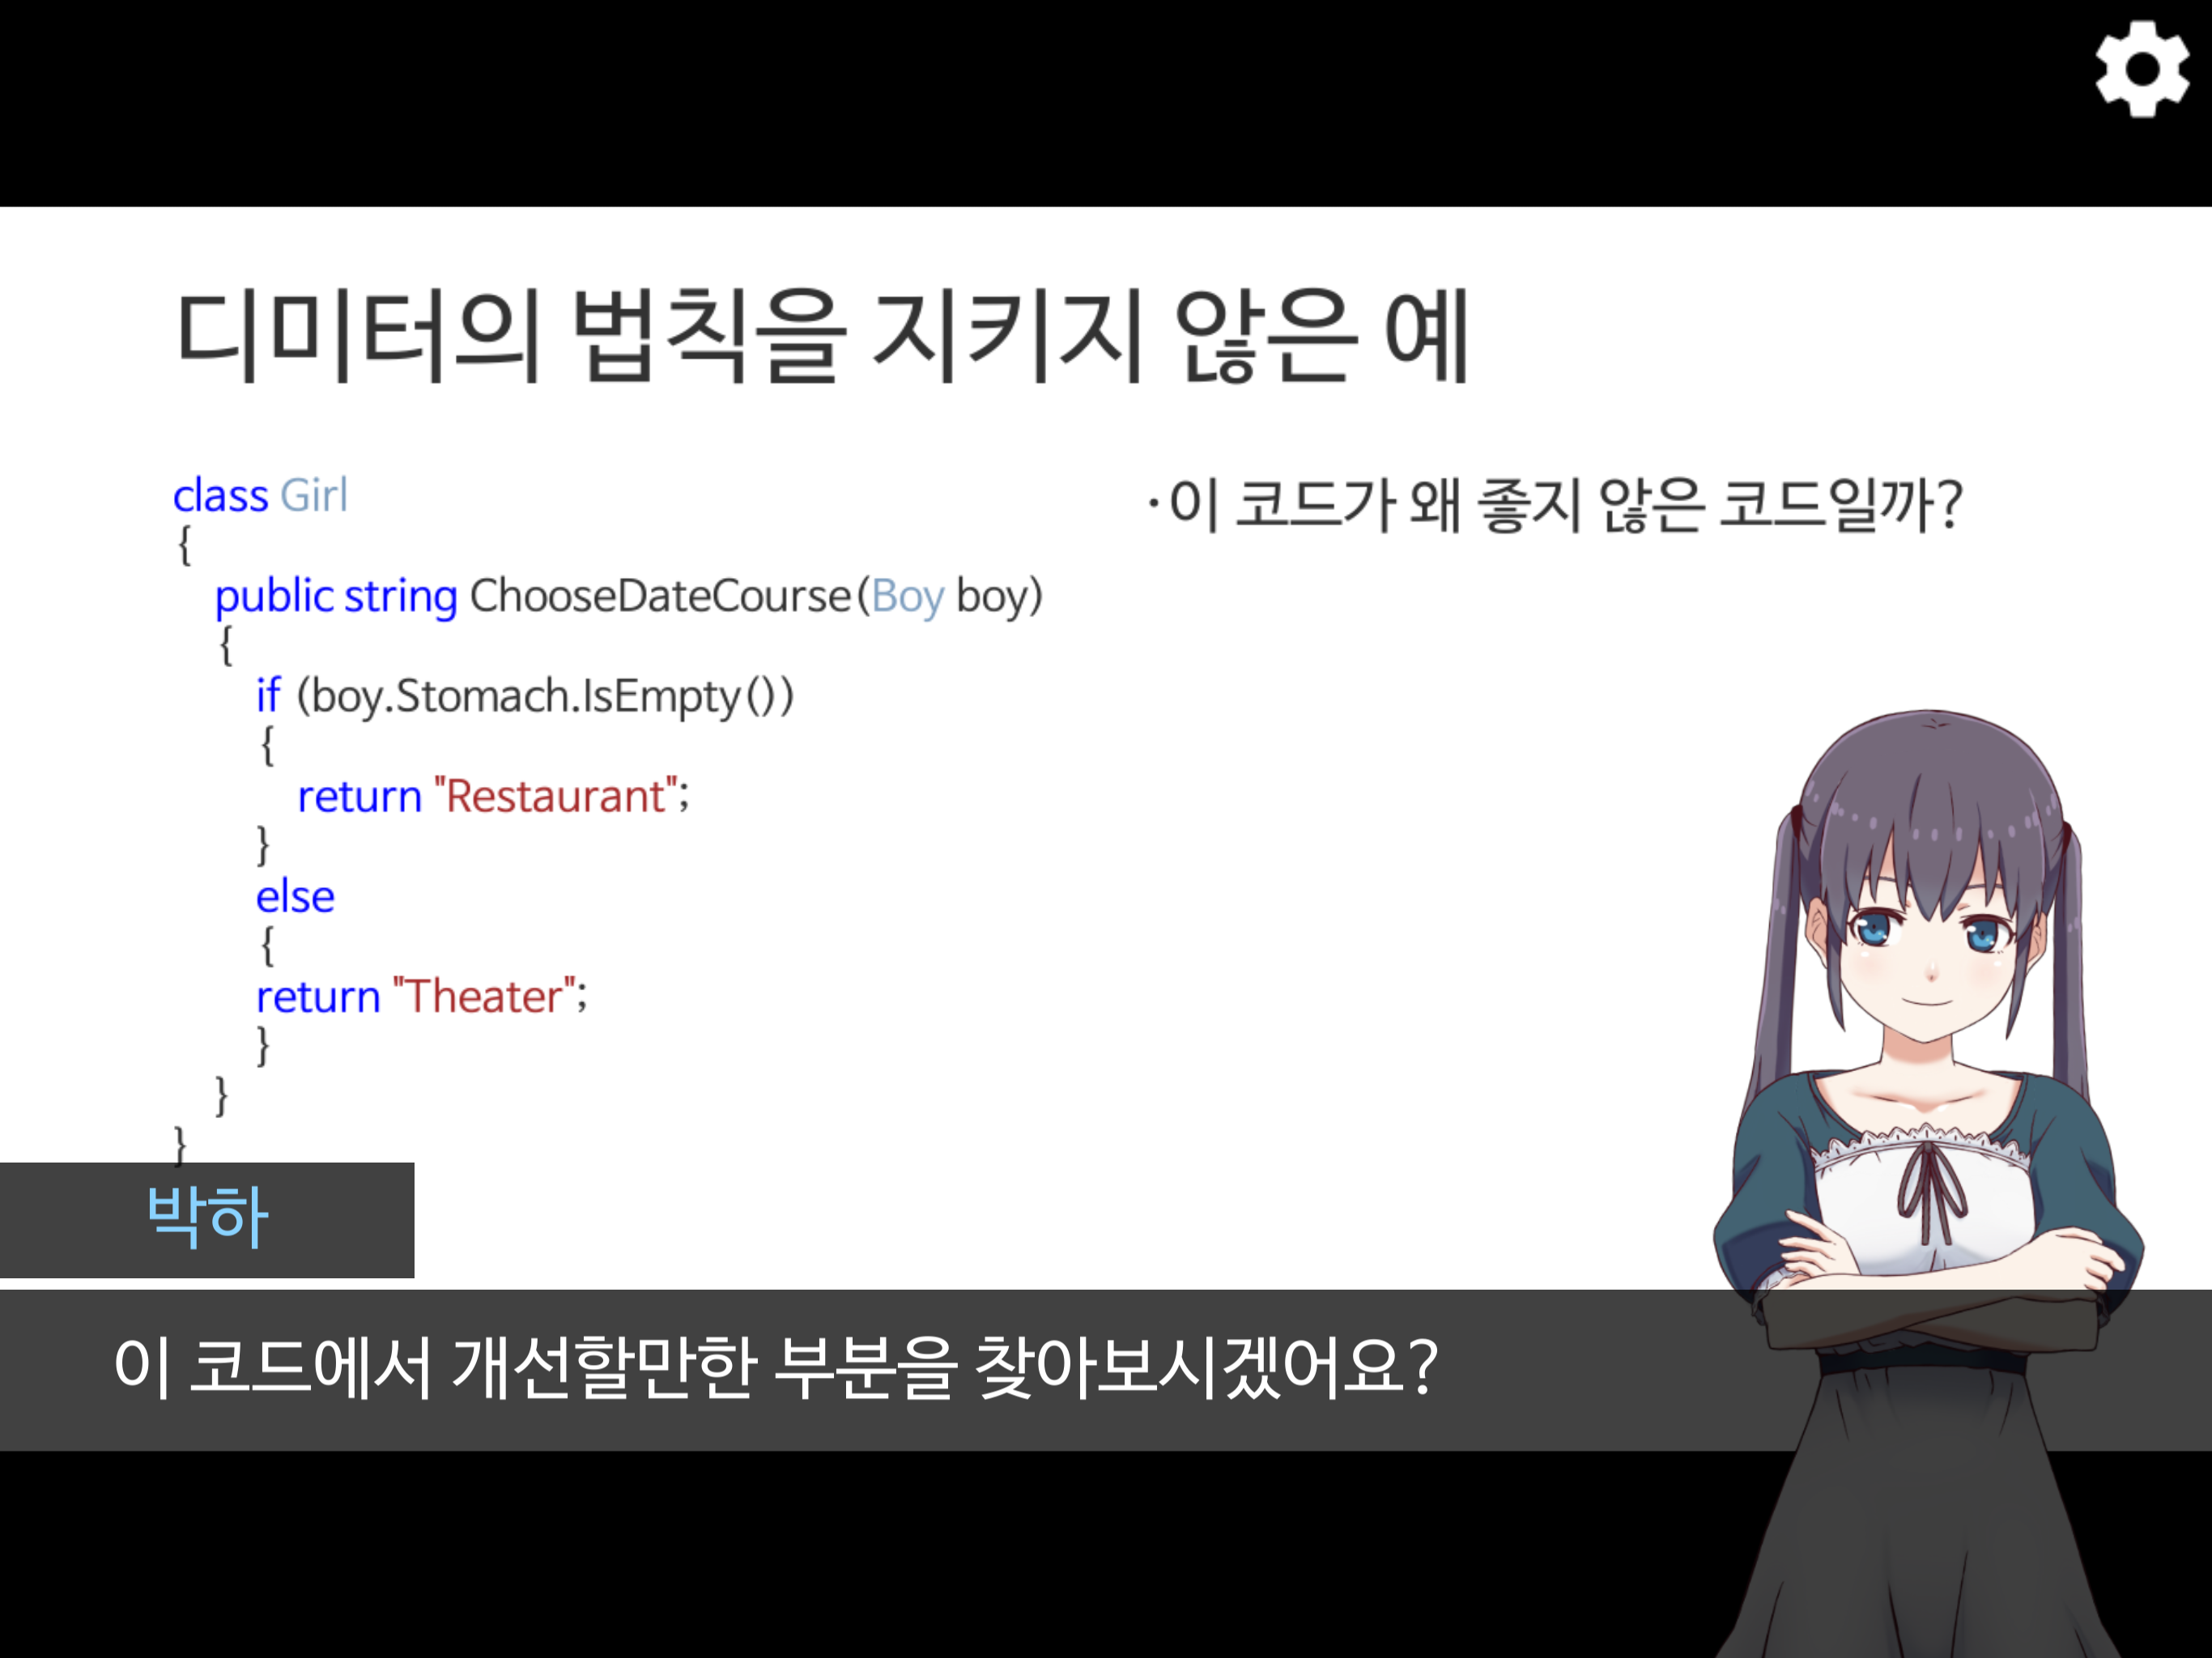 디미터의 법칙을 지키지 않은 예
class Girl
{
public string ChooseDateCourse(Boy boy)
{
if (boy.Stomach.IsEmpty())
{
return "Restaurant";
}
else
{
return "Theater";
}
}
}
·이 코드가 왜 좋지 않은 코드일까?
박하
이 코드에서 개선할만한 부분을 찾아보시겠어요?